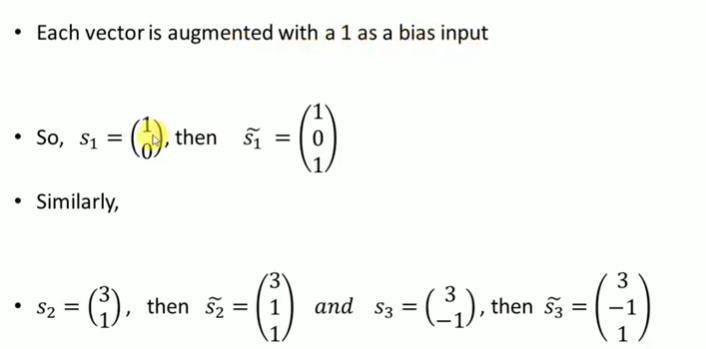 • Each vector is augmented with a 1 as a bias input
• So, s₁ = (1 0), then s̃₁ = (1 0 1)
• Similarly,
• s₂ = (3 1), then s̃₂ = (3 1 1) and s₃ = (3 −1), then s̃₃ = (3 −1 1)